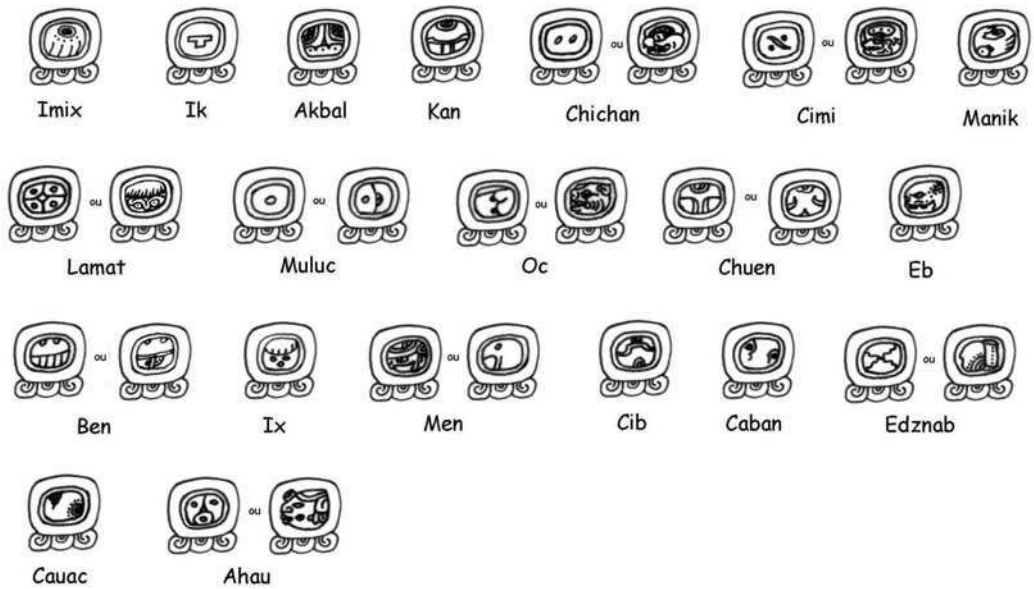 ou ou
Imix Ik Akbal Kan Chichan Cimi Manik
ou ou ou ou
Lamat Muluc Oc Chuen Eb
ou ou ou
Ben Ix Men Cib Caban Edznab
ou
Cauac Ahau